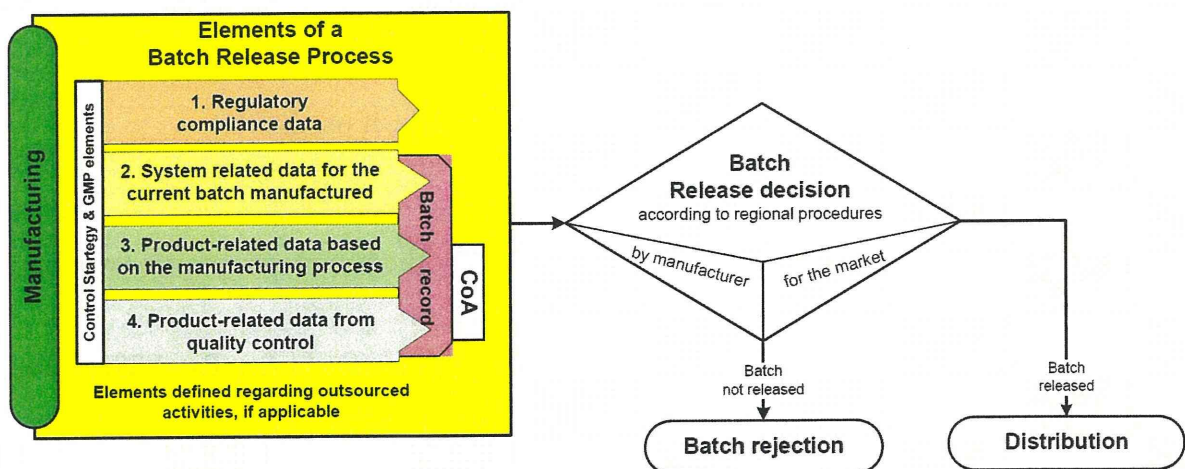 Manufacturing
Elements of a
Batch Release Process
Control Startegy & GMP elements
1. Regulatory
compliance data
2. System related data for the
current batch manufactured
3. Product-related data based
on the manufacturing process
4. Product-related data from
quality control
Batch record
CoA
Elements defined regarding outsourced
activities, if applicable
Batch
Release decision
according to regional procedures
by manufacturer
for the market
Batch
not released
Batch
released
Batch rejection
Distribution